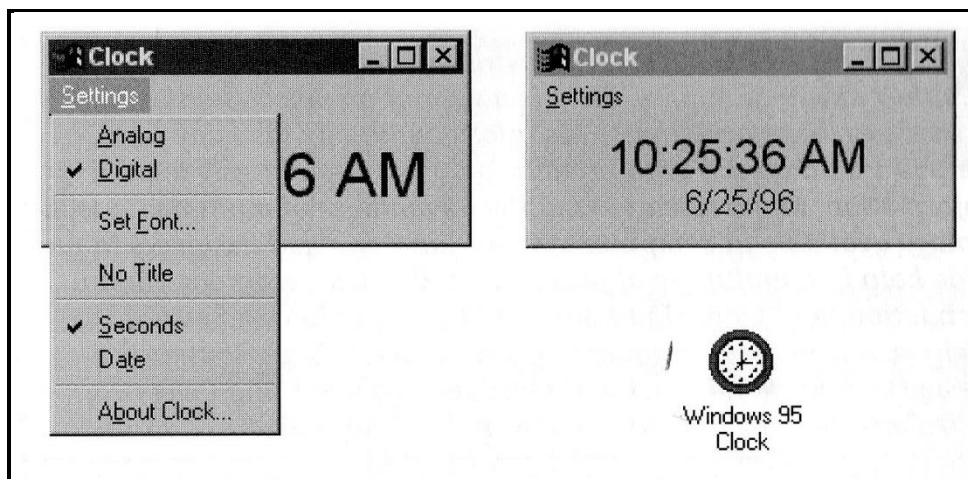 Clock
Settings
Analog
Digital
Set Font...
No Title
Seconds
Date
About Clock...
6 AM
Clock
Settings
10:25:36 AM
6/25/96
Windows 95
Clock